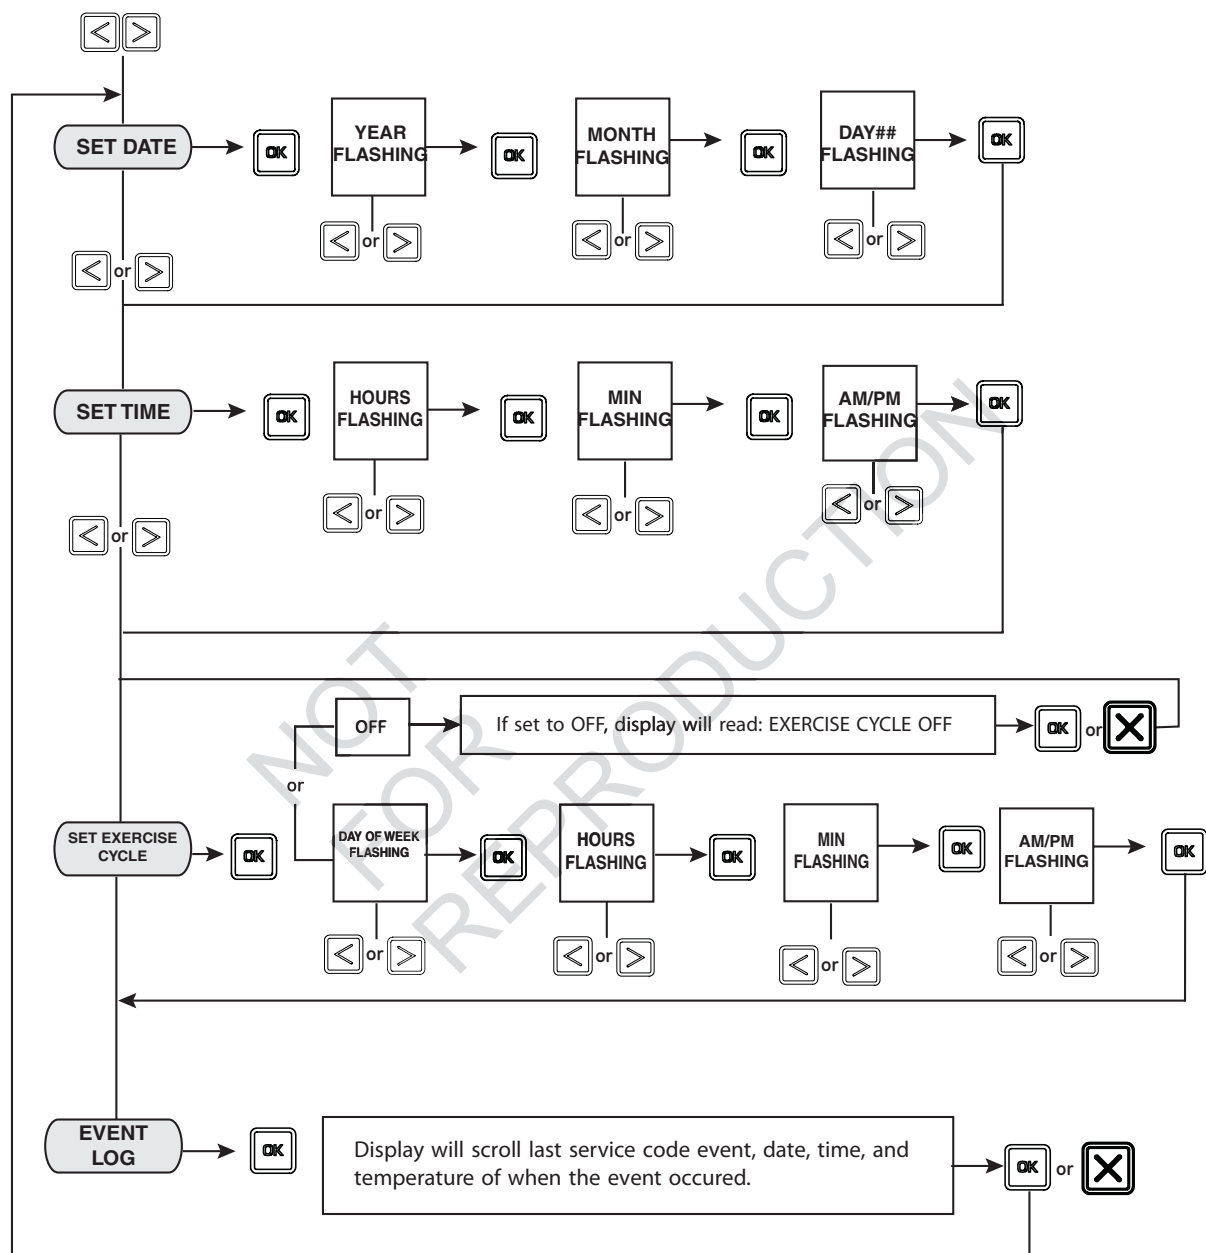 SET DATE
OK
YEAR
FLASHING
OK
MONTH
FLASHING
OK
DAY##
FLASHING
OK
< or >
< or >
< or >
< or >
SET TIME
OK
HOURS
FLASHING
OK
MIN
FLASHING
OK
AM/PM
FLASHING
OK
< or >
< or >
< or >
< or >
NOT
FOR
REPRODUCTION
OFF
If set to OFF, display will read: EXERCISE CYCLE OFF
OK or X
or
SET EXERCISE
CYCLE
OK
DAY OF WEEK
FLASHING
OK
HOURS
FLASHING
OK
MIN
FLASHING
OK
AM/PM
FLASHING
OK
< or >
< or >
< or >
< or >
EVENT
LOG
OK
Display will scroll last service code event, date, time, and
temperature of when the event occured.
OK or X